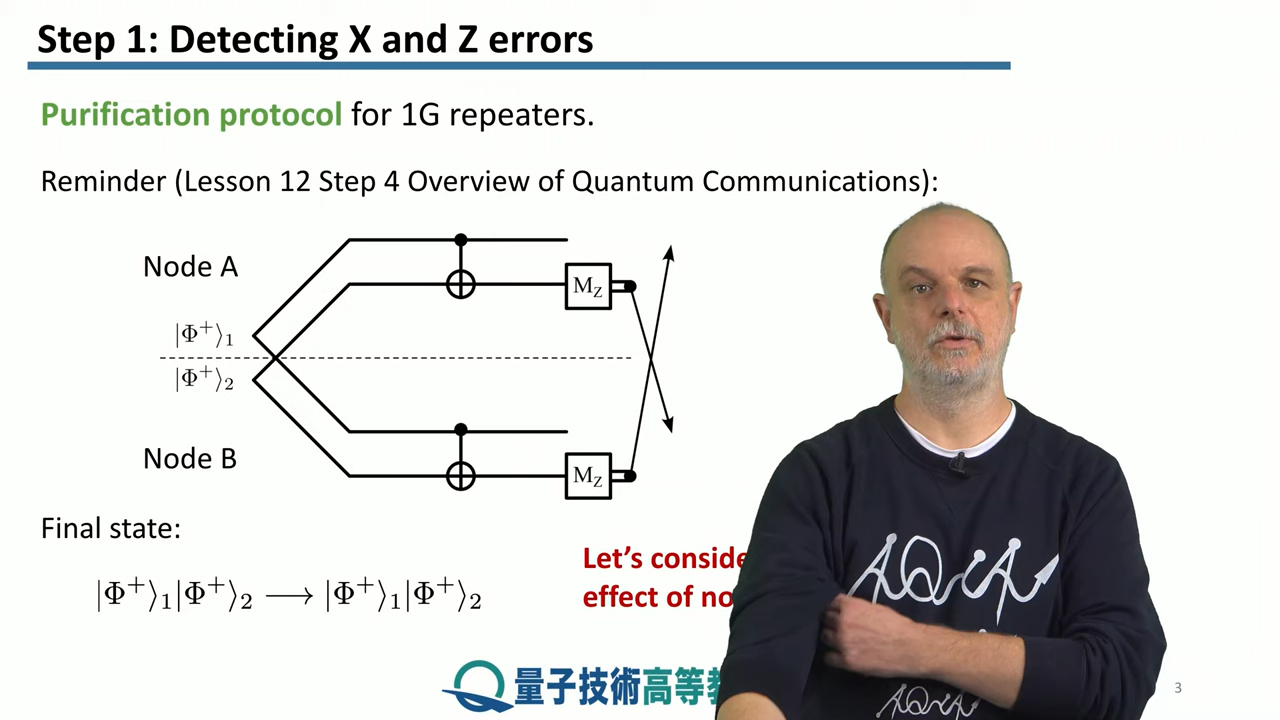 Step 1: Detecting X and Z errors
Purification protocol for 1G repeaters.
Reminder (Lesson 12 Step 4 Overview of Quantum Communications):
Node A
M_Z
|Φ⁺⟩₁
|Φ⁺⟩₂
Node B
M_Z
Final state:
Let's
effect of
|Φ⁺⟩₁|Φ⁺⟩₂ ⟶ |Φ⁺⟩₁|Φ⁺⟩₂
量子技術高等
3